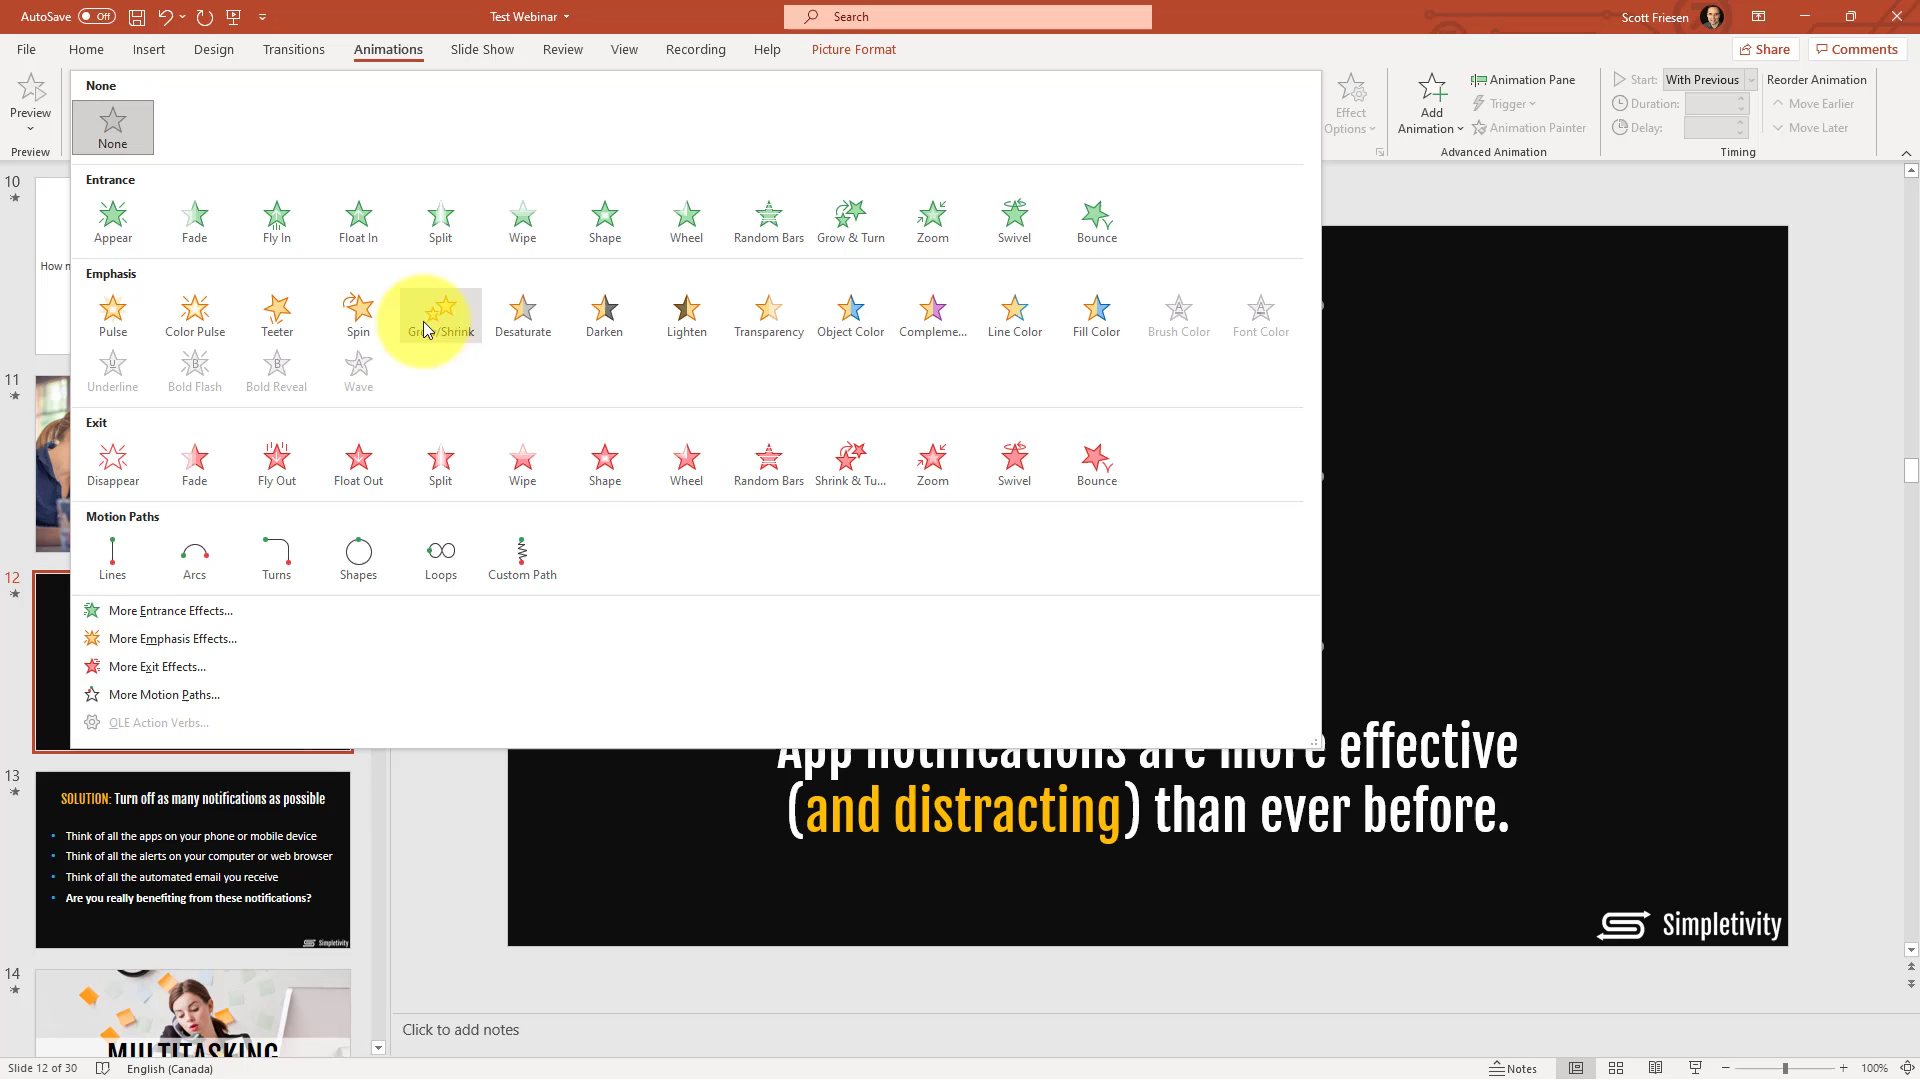 AutoSave Off
Test Webinar
Search
Scott Friesen
File Home Insert Design Transitions Animations Slide Show Review View Recording Help Picture Format
Share Comments
Preview
Preview
None
None
Effect Options
Add Animation
Animation Pane
Trigger
Animation Painter
Advanced Animation
Start: With Previous
Duration:
Delay:
Reorder Animation
Move Earlier
Move Later
Timing
Entrance
Appear Fade Fly In Float In Split Wipe Shape Wheel Random Bars Grow & Turn Zoom Swivel Bounce
Emphasis
Pulse Color Pulse Teeter Spin Grow/Shrink Desaturate Darken Lighten Transparency Object Color Compleme... Line Color Fill Color Brush Color Font Color
Underline Bold Flash Bold Reveal Wave
Exit
Disappear Fade Fly Out Float Out Split Wipe Shape Wheel Random Bars Shrink & Tu... Zoom Swivel Bounce
Motion Paths
Lines Arcs Turns Shapes Loops Custom Path
More Entrance Effects...
More Emphasis Effects...
More Exit Effects...
More Motion Paths...
OLE Action Verbs...
10
How
11
12
13
SOLUTION: Turn off as many notifications as possible
Think of all the apps on your phone or mobile device
Think of all the alerts on your computer or web browser
Think of all the automated email you receive
Are you really benefiting from these notifications?
Simpletivity
14
MULTITASKING
App notifications are more effective
(and distracting) than ever before.
Simpletivity
Click to add notes
Slide 12 of 30 English (Canada)
Notes
100%